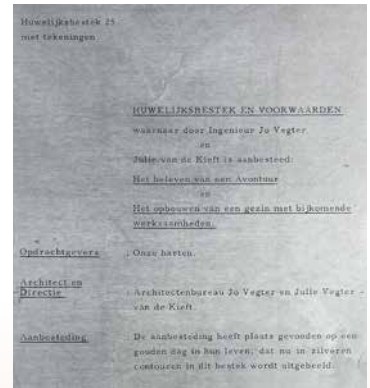 Huwelijksbestek 25
met tekeningen.
HUWELIJKSBESTEK EN VOORWAARDEN
waarnaar door Ingenieur Jo Vegter
en
Julie van de Kieft is aanbesteed:
Het beleven van een Avontuur
en
Het opbouwen van een gezin met bijkomende
werkzaamheden.
Opdrachtgevers : Onze harten.
Architect en
Directie : Architectenbureau Jo Vegter en Julie Vegter -
van de Kieft.
Aanbesteding De aanbesteding heeft plaats gevonden op een
gouden dag in hun leven, dat nu in zilveren
contouren in dit bestek wordt uitgebeeld.